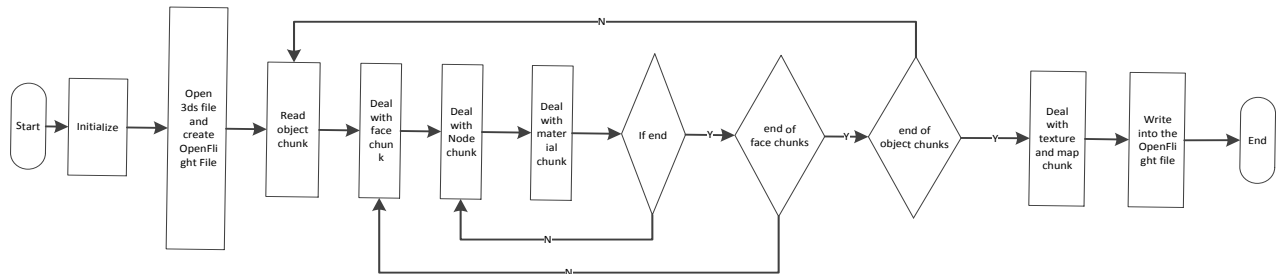 N
Start
Initialize
Open
3ds file
and
create
OpenFli
ght File
Read
object
chunk
Deal
with
face
chun
k
Deal
with
Node
chunk
Deal
with
mater
ial
chunk
If end
Y
end of
face chunks
Y
end of
object chunks
Y
Deal
with
texture
and map
chunk
Write
into the
OpenFli
ght file
End
N
N